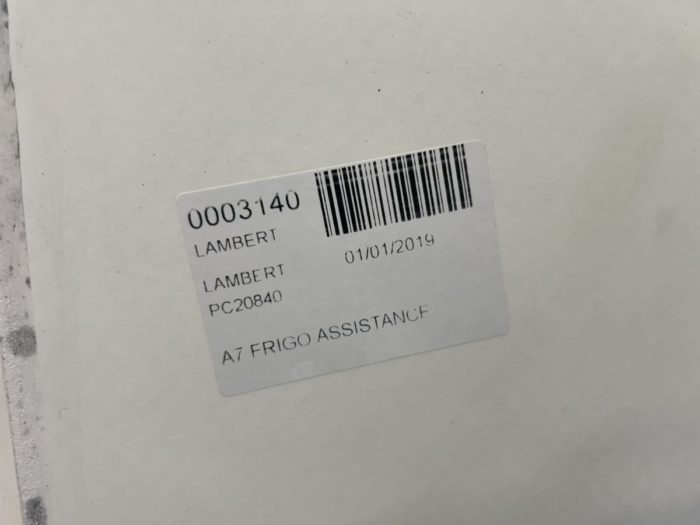 0003140
LAMBERT
01/01/2019
LAMBERT
PC20840
A7 FRIGO ASSISTANCE